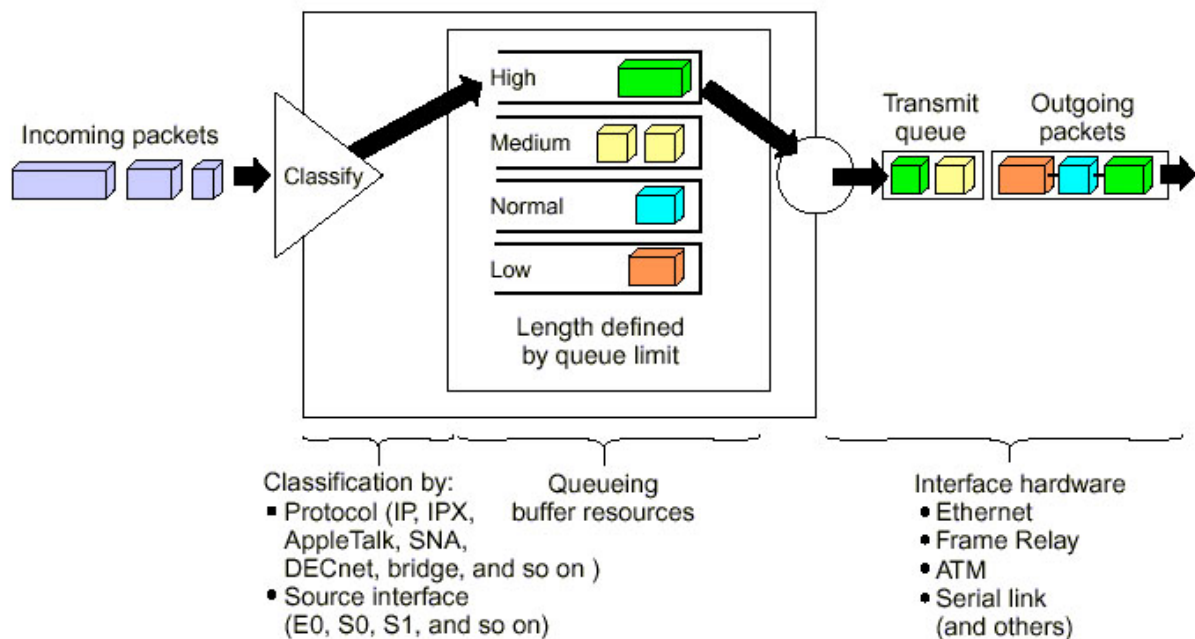 Incoming packets
Classify
High
Medium
Normal
Low
Length defined
by queue limit
Transmit
queue
Outgoing
packets
Classification by:
▪ Protocol (IP, IPX,
AppleTalk, SNA,
DECnet, bridge, and so on )
• Source interface
(E0, S0, S1, and so on)
Queueing
buffer resources
Interface hardware
• Ethernet
• Frame Relay
• ATM
• Serial link
(and others)